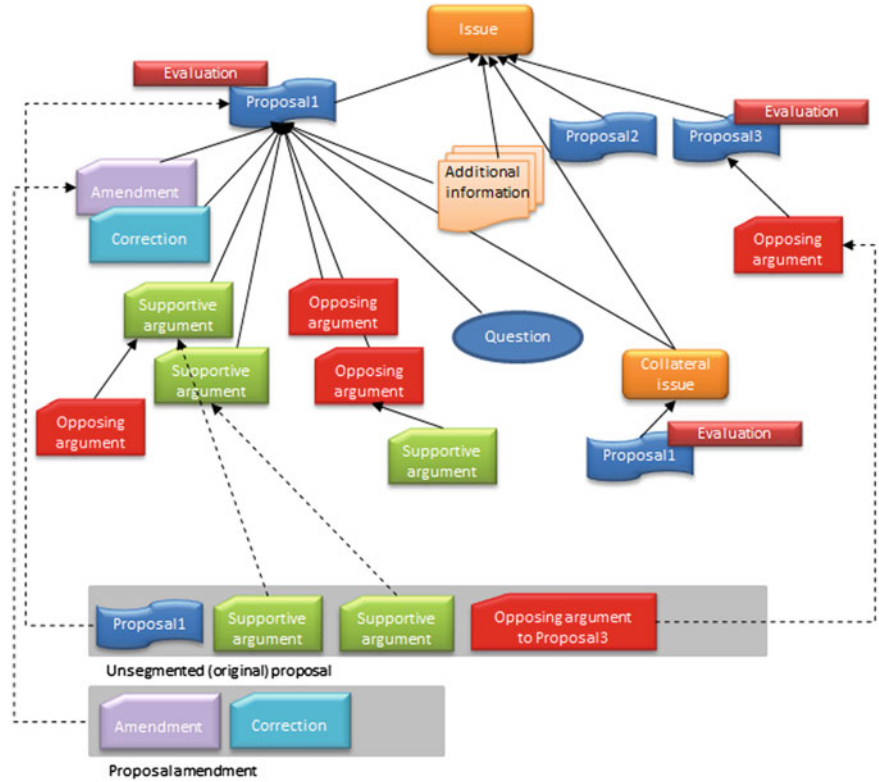 Issue
Evaluation
Proposal1
Evaluation
Proposal2
Proposal3
Additional
information
Amendment
Correction
Opposing
argument
Supportive
argument
Opposing
argument
Question
Supportive
argument
Opposing
argument
Collateral
issue
Opposing
argument
Supportive
argument
Evaluation
Proposal1
Proposal1
Supportive
argument
Supportive
argument
Opposing argument
to Proposal3
Unsegmented (original) proposal
Amendment
Correction
Proposal amendment